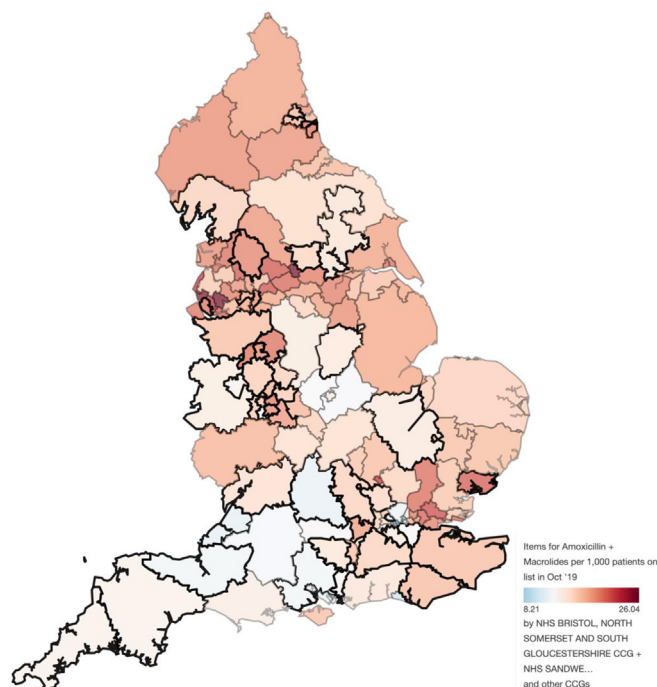 Items for Amoxicillin +
Macrolides per 1,000 patients on
list in Oct '19
8.21 26.04
by NHS BRISTOL, NORTH
SOMERSET AND SOUTH
GLOUCESTERSHIRE CCG +
NHS SANDWE...
and other CCGs